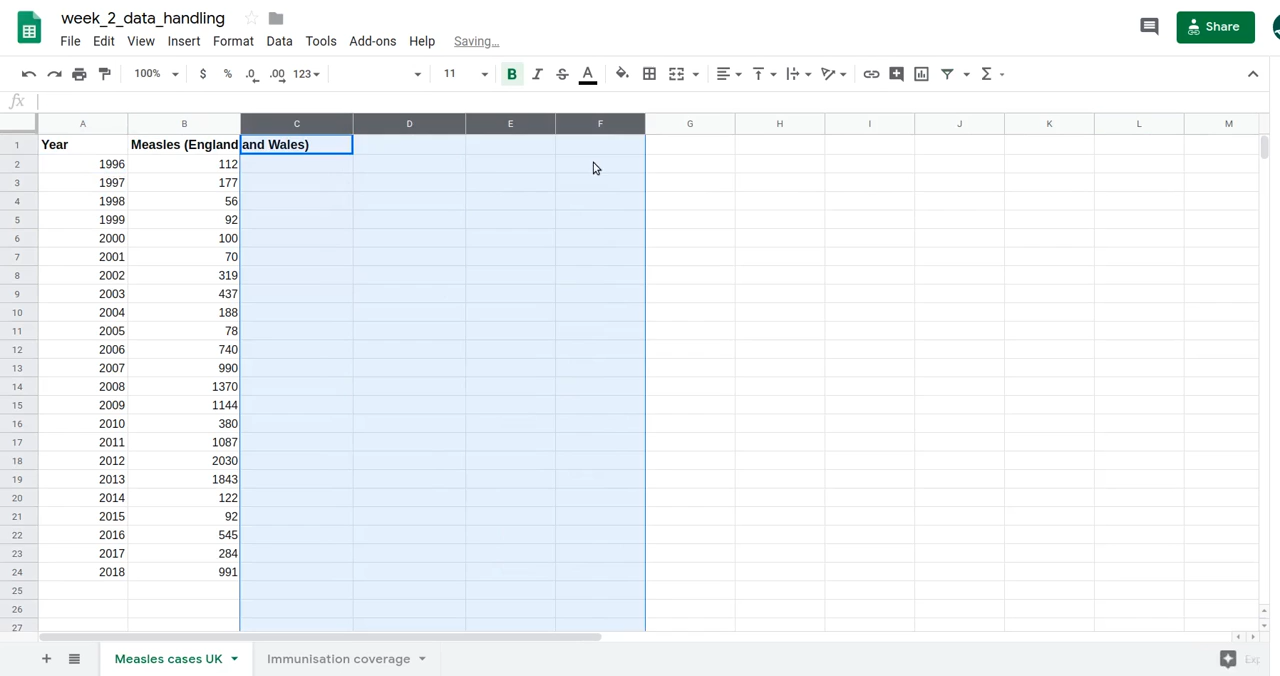 week_2_data_handling
File Edit View Insert Format Data Tools Add-ons Help Saving...
Share
100% $ % .0 .00 123 11 B I S A Σ
fx
A B C D E F G H I J K L M
1 Year Measles (England and Wales)
2 1996 112
3 1997 177
4 1998 56
5 1999 92
6 2000 100
7 2001 70
8 2002 319
9 2003 437
10 2004 188
11 2005 78
12 2006 740
13 2007 990
14 2008 1370
15 2009 1144
16 2010 380
17 2011 1087
18 2012 2030
19 2013 1843
20 2014 122
21 2015 92
22 2016 545
23 2017 284
24 2018 991
25
26
27
Measles cases UK Immunisation coverage